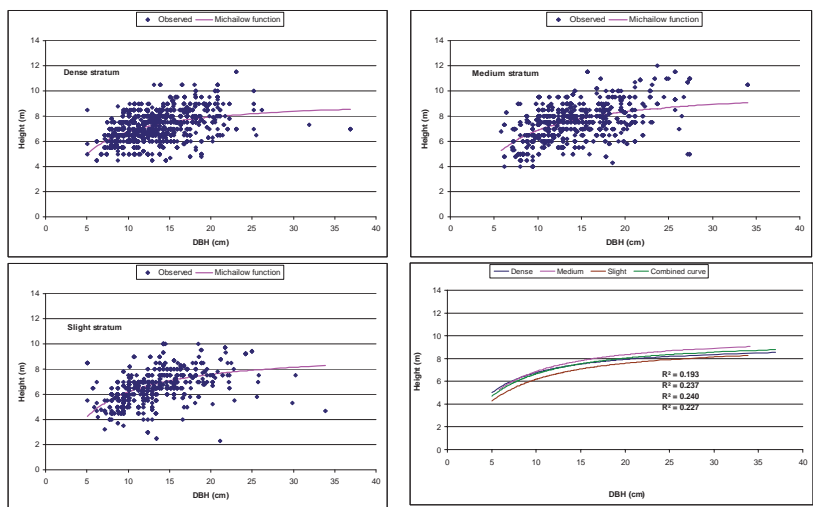 Observed Michailow function
14
12
10
8
6
4
2
0
Height (m)
Dense stratum
0 5 10 15 20 25 30 35 40
DBH (cm)
Observed Michailow function
14
12
10
8
6
4
2
0
Height (m)
Medium stratum
0 5 10 15 20 25 30 35 40
DBH (cm)
Observed Michailow function
14
12
10
8
6
4
2
0
Height (m)
Slight stratum
0 5 10 15 20 25 30 35 40
DBH (cm)
Dense Medium Slight Combined curve
14
12
10
8
6
4
2
0
Height (m)
R² = 0.193
R² = 0.237
R² = 0.240
R² = 0.227
0 5 10 15 20 25 30 35 40
DBH (cm)